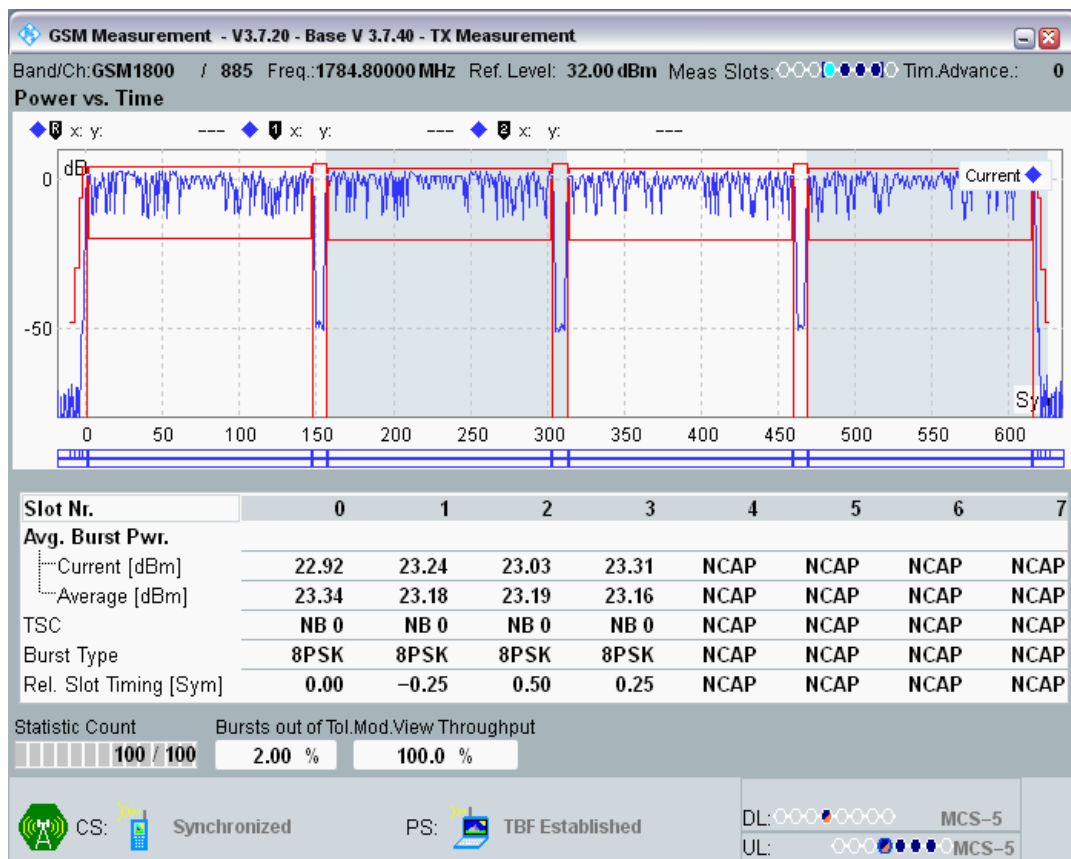 GSM Measurement - V3.7.20 - Base V 3.7.40 - TX Measurement
Band/Ch:GSM1800 / 885 Freq.:1784.80000 MHz Ref. Level: 32.00 dBm Meas Slots: Tim.Advance.: 0
Power vs. Time
R x: y: --- 1 x: y: --- 2 x: y: ---
dB
Current
0
-50
0 50 100 150 200 250 300 350 400 450 500 550 600
Slot Nr. 0 1 2 3 4 5 6 7
Avg. Burst Pwr.
Current [dBm] 22.92 23.24 23.03 23.31 NCAP NCAP NCAP NCAP
Average [dBm] 23.34 23.18 23.19 23.16 NCAP NCAP NCAP NCAP
TSC NB 0 NB 0 NB 0 NB 0 NCAP NCAP NCAP NCAP
Burst Type 8PSK 8PSK 8PSK 8PSK NCAP NCAP NCAP NCAP
Rel. Slot Timing [Sym] 0.00 −0.25 0.50 0.25 NCAP NCAP NCAP NCAP
Statistic Count Bursts out of Tol.Mod.View Throughput
100 / 100 2.00 % 100.0 %
CS: Synchronized PS: TBF Established
DL: MCS−5
UL: MCS−5